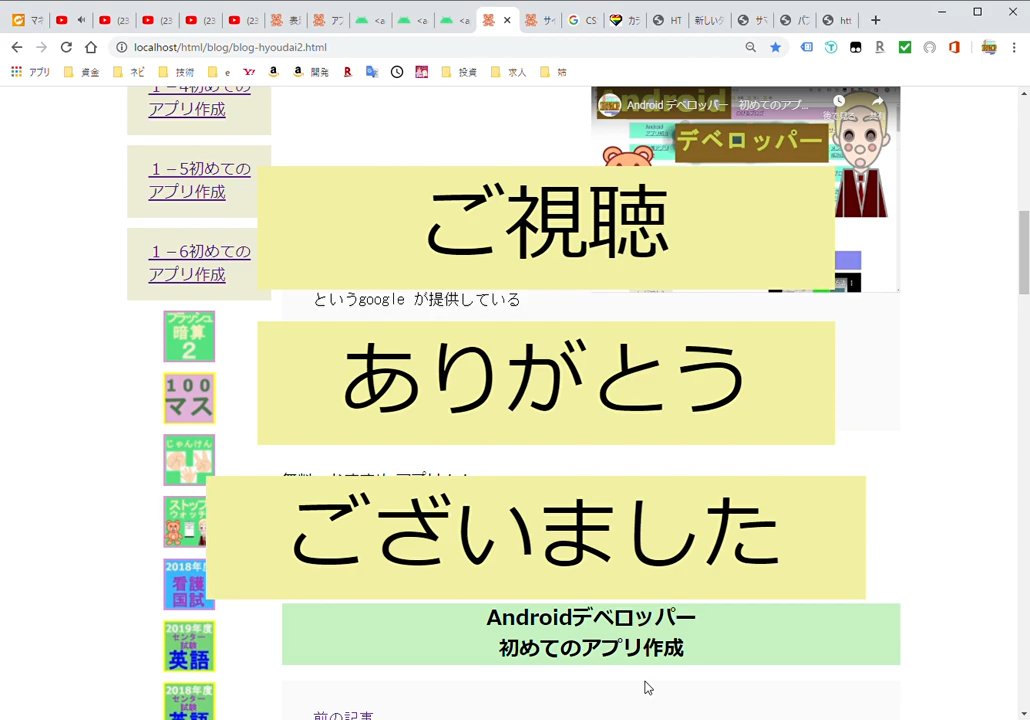 localhost/html/blog/blog-hyoudai2.html
アプリ 資金 ネピ 技術 e 開発 投資 求人 姉
１－4初めての
アプリ作成
１－5初めての
アプリ作成
１－6初めての
アプリ作成
フラッシュ
暗算
2
１００
マス
じゃんけん
ストップ
ウォッチ
2018年度
看護
国試
2019年度
センター
試験
英語
2018年度
センター
試験
英語
Android デベロッパー 初めてのアプ...
デベロッパー
ご視聴
というgoogle が提供している
ありがとう
ございました
Androidデベロッパー
初めてのアプリ作成
前の記事